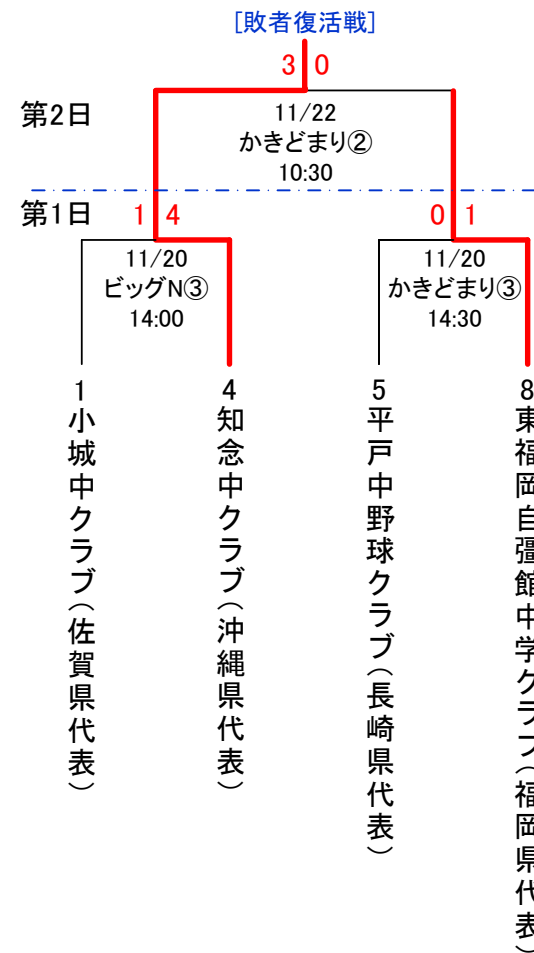 [敗者復活戦]
3 0
第2日
11/22
かきどまり②
10:30
第1日
1 4
0 1
11/20
ビッグN③
14:00
11/20
かきどまり③
14:30
1
小城中クラブ(佐賀県代表)
4
知念中クラブ(沖縄県代表)
5
平戸中野球クラブ(長崎県代表)
8
東福岡自彊館中学クラブ(福岡県代表)